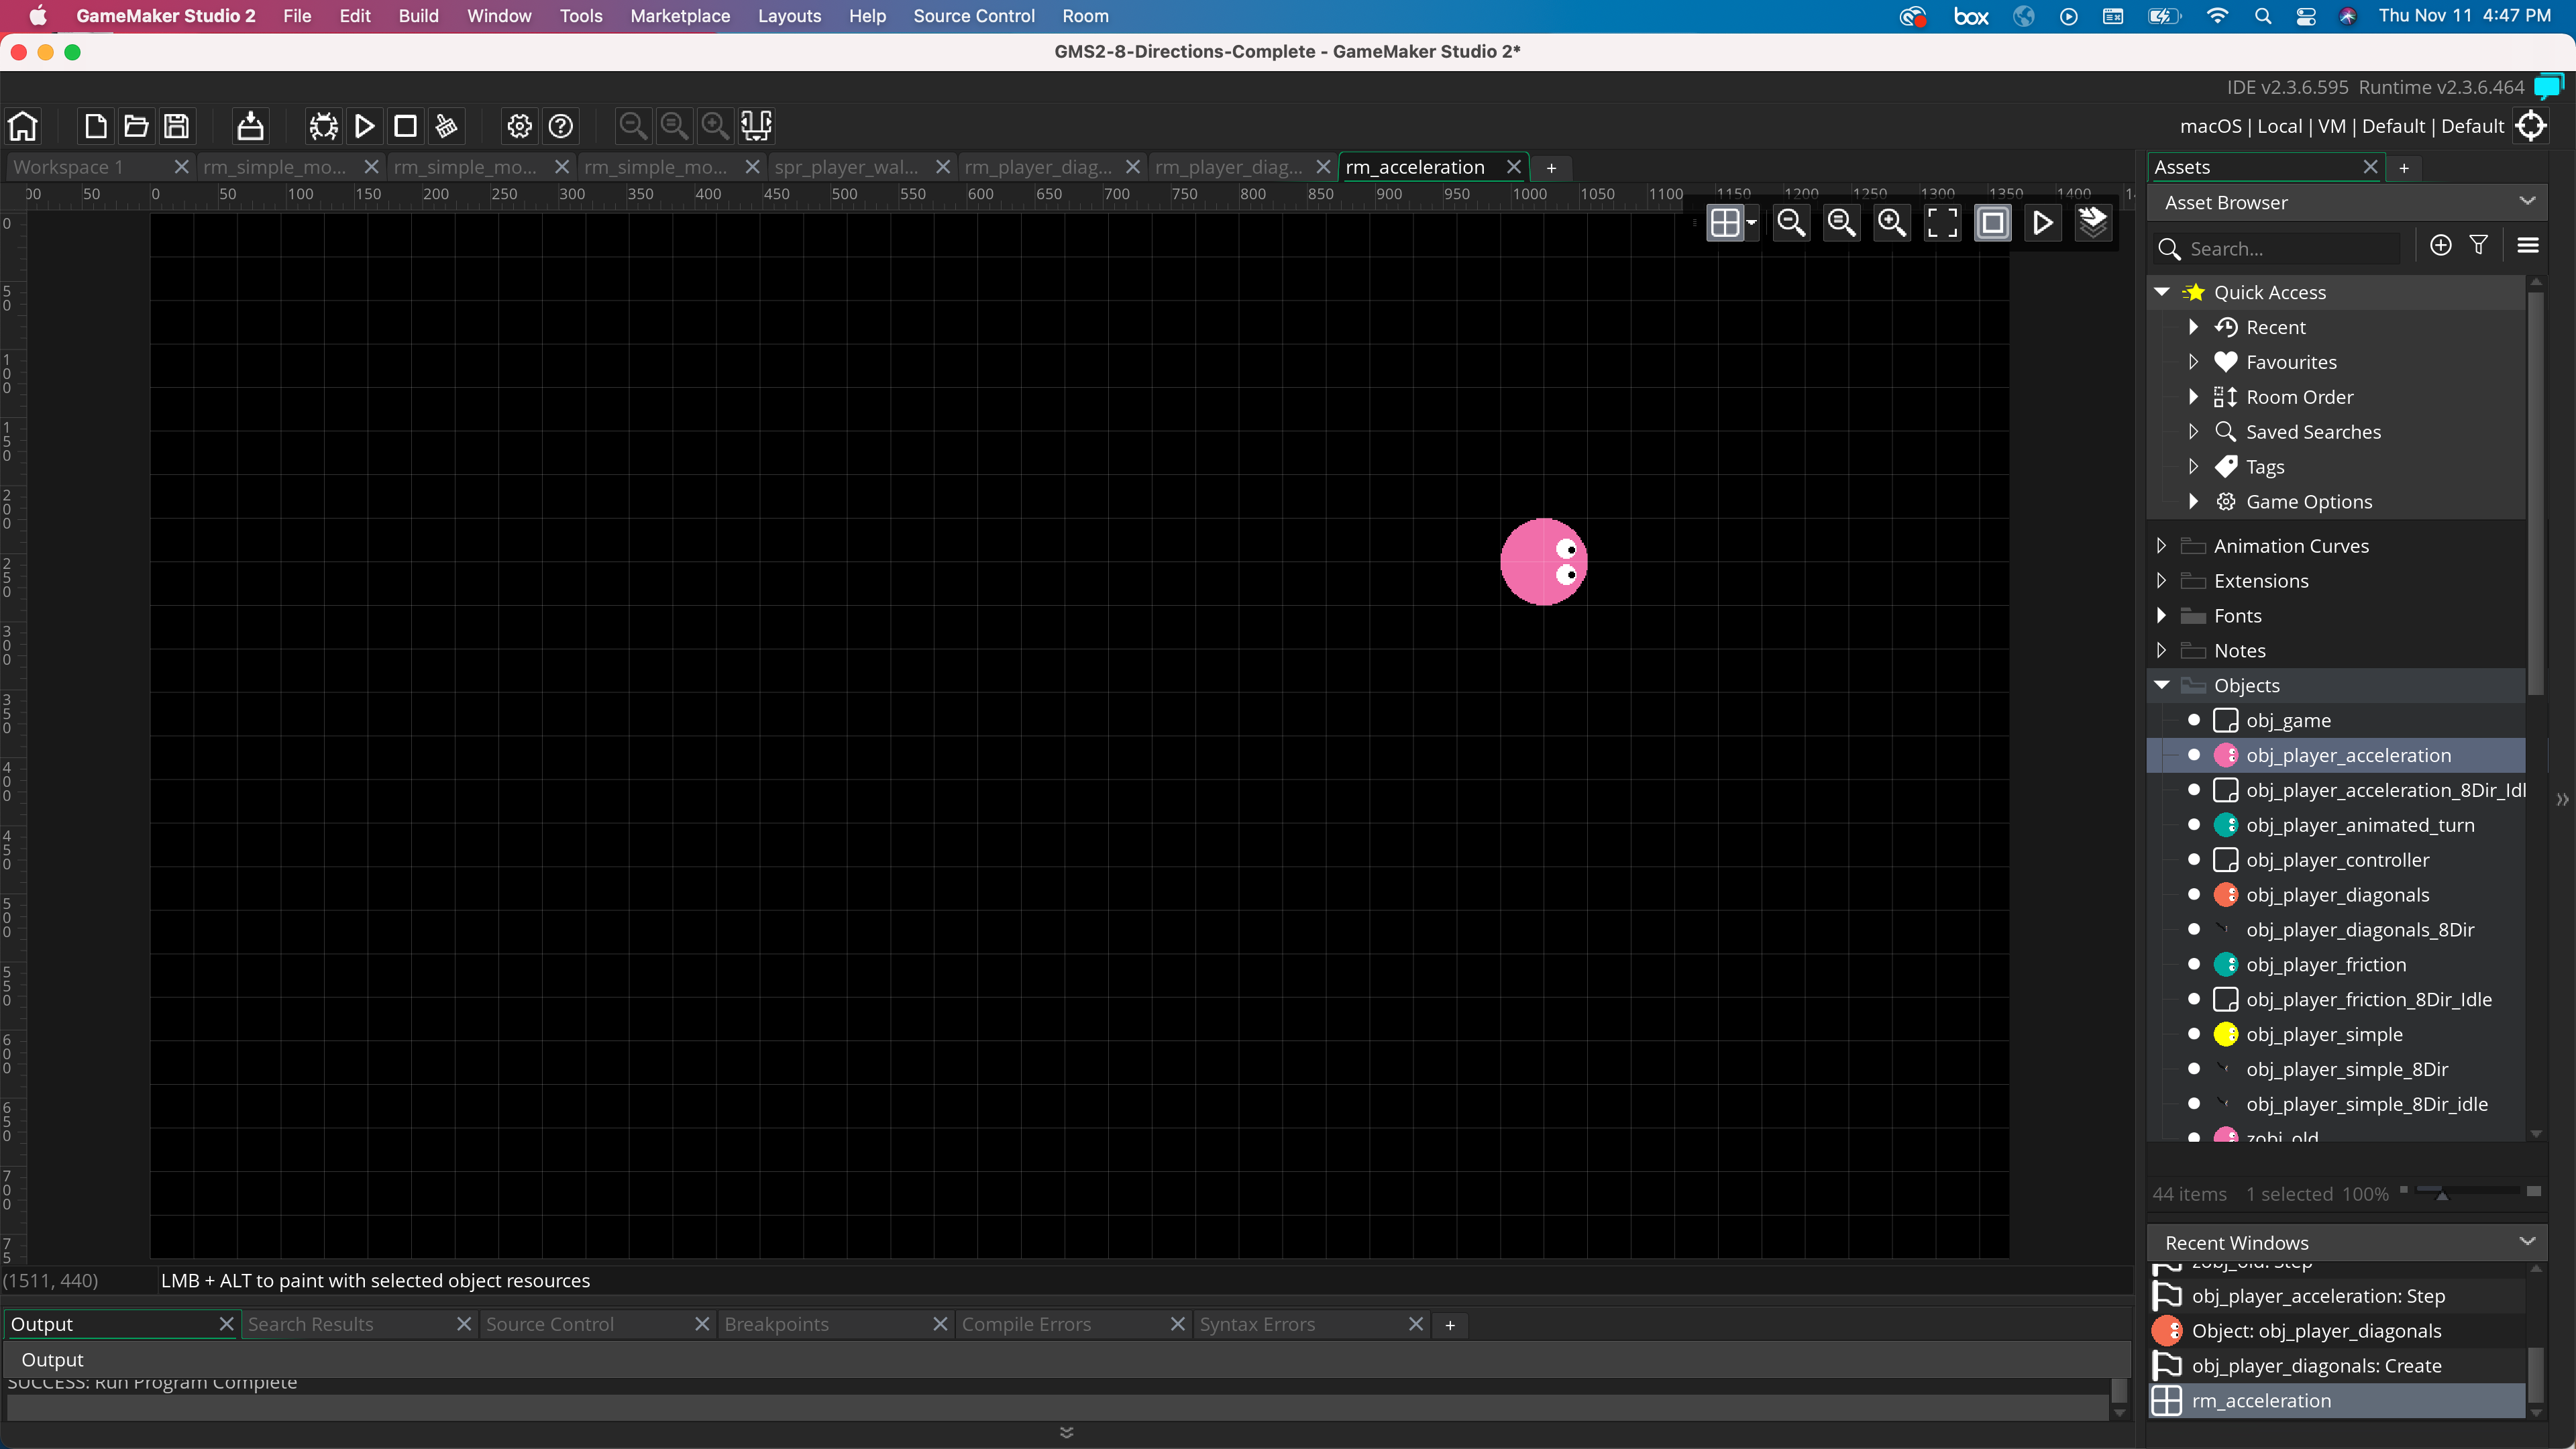 GameMaker Studio 2 File Edit Build Window Tools Marketplace Layouts Help Source Control Room box Thu Nov 11 4:47 PM
GMS2-8-Directions-Complete - GameMaker Studio 2*
IDE v2.3.6.595 Runtime v2.3.6.464
macOS | Local | VM | Default | Default
Workspace 1 rm_simple_mo... rm_simple_mo... rm_simple_mo... spr_player_wal... rm_player_diag... rm_player_diag... rm_acceleration
00 50 0 50 100 150 200 250 300 350 400 450 500 550 600 650 700 750 800 850 900 950 1000 1050 1100 1150 1200 1250 1300 1350 1400
0
50
100
150
200
250
300
350
400
450
500
550
600
650
700
75
Assets
Asset Browser
Search...
Quick Access
Recent
Favourites
Room Order
Saved Searches
Tags
Game Options
Animation Curves
Extensions
Fonts
Notes
Objects
obj_game
obj_player_acceleration
obj_player_acceleration_8Dir_Idl
obj_player_animated_turn
obj_player_controller
obj_player_diagonals
obj_player_diagonals_8Dir
obj_player_friction
obj_player_friction_8Dir_Idle
obj_player_simple
obj_player_simple_8Dir
obj_player_simple_8Dir_idle
zobj_old
44 items 1 selected 100%
Recent Windows
zobj_old: Step
obj_player_acceleration: Step
Object: obj_player_diagonals
obj_player_diagonals: Create
rm_acceleration
(1511, 440) LMB + ALT to paint with selected object resources
Output Search Results Source Control Breakpoints Compile Errors Syntax Errors
Output
SUCCESS: Run Program Complete